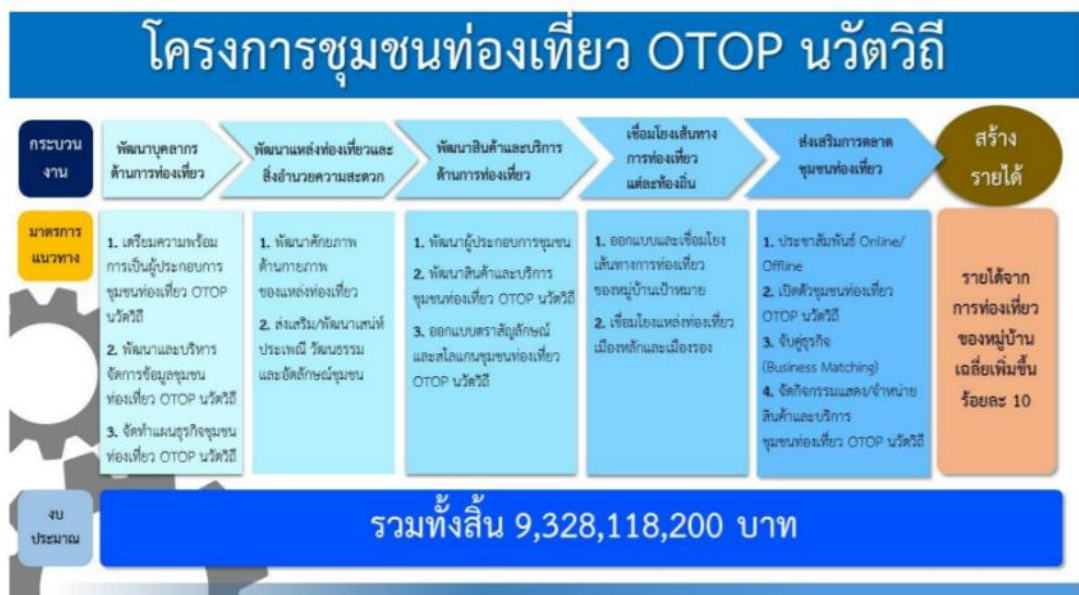 โครงการชุมชนท่องเที่ยว OTOP นวัตวิถี
กระบวน
งาน
พัฒนาบุคลากร
ด้านการท่องเที่ยว
พัฒนาแหล่งท่องเที่ยวและ
สิ่งอำนวยความสะดวก
พัฒนาสินค้าและบริการ
ด้านการท่องเที่ยว
เชื่อมโยงเส้นทาง
การท่องเที่ยว
แต่ละท้องถิ่น
ส่งเสริมการตลาด
ชุมชนท่องเที่ยว
สร้าง
รายได้
มาตรการ
แนวทาง
1. เตรียมความพร้อม
การเป็นผู้ประกอบการ
ชุมชนท่องเที่ยว OTOP
นวัตวิถี
2. พัฒนาและบริหาร
จัดการข้อมูลชุมชน
ท่องเที่ยว OTOP นวัตวิถี
3. จัดทำแผนธุรกิจชุมชน
ท่องเที่ยว OTOP นวัตวิถี
1. พัฒนาศักยภาพ
ด้านกายภาพ
ของแหล่งท่องเที่ยว
2. ส่งเสริม/พัฒนาเสน่ห์
ประเพณี วัฒนธรรม
และอัตลักษณ์ชุมชน
1. พัฒนาผู้ประกอบการชุมชน
2. พัฒนาสินค้าและบริการ
ชุมชนท่องเที่ยว OTOP นวัตวิถี
3. ออกแบบตราสัญลักษณ์
และสโลแกนชุมชนท่องเที่ยว
OTOP นวัตวิถี
1. ออกแบบและเชื่อมโยง
เส้นทางการท่องเที่ยว
ของหมู่บ้านเป้าหมาย
2. เชื่อมโยงแหล่งท่องเที่ยว
เมืองหลักและเมืองรอง
1. ประชาสัมพันธ์ Online/
Offline
2. เปิดตัวชุมชนท่องเที่ยว
OTOP นวัตวิถี
3. จับคู่ธุรกิจ
(Business Matching)
4. จัดกิจกรรมแสดง/จำหน่าย
สินค้าและบริการ
ชุมชนท่องเที่ยว OTOP นวัตวิถี
รายได้จาก
การท่องเที่ยว
ของหมู่บ้าน
เฉลี่ยเพิ่มขึ้น
ร้อยละ 10
งบ
ประมาณ
รวมทั้งสิ้น 9,328,118,200 บาท